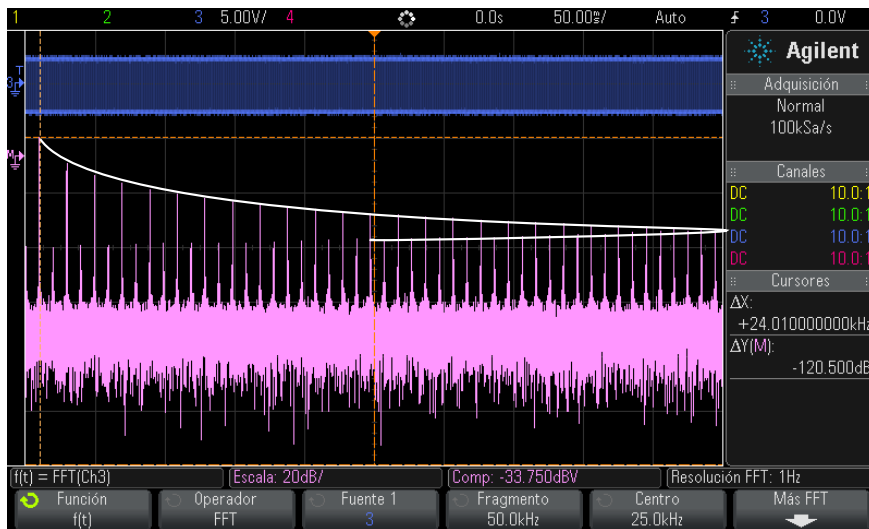 1 2 3 5.00V/ 4 0.0s 50.00ms/ Auto 3 0.0V
T
3
M
Agilent
Adquisición
Normal
100kSa/s
Canales
DC 10.0:1
DC 10.0:1
DC 10.0:1
DC 10.0:1
Cursores
ΔX:
+24.010000000kHz
ΔY(M):
-120.500dB
f(t) = FFT(Ch3) Escala: 20dB/ Comp: -33.750dBV Resolución FFT: 1Hz
Función
f(t)
Operador
FFT
Fuente 1
3
Fragmento
50.0kHz
Centro
25.0kHz
Más FFT